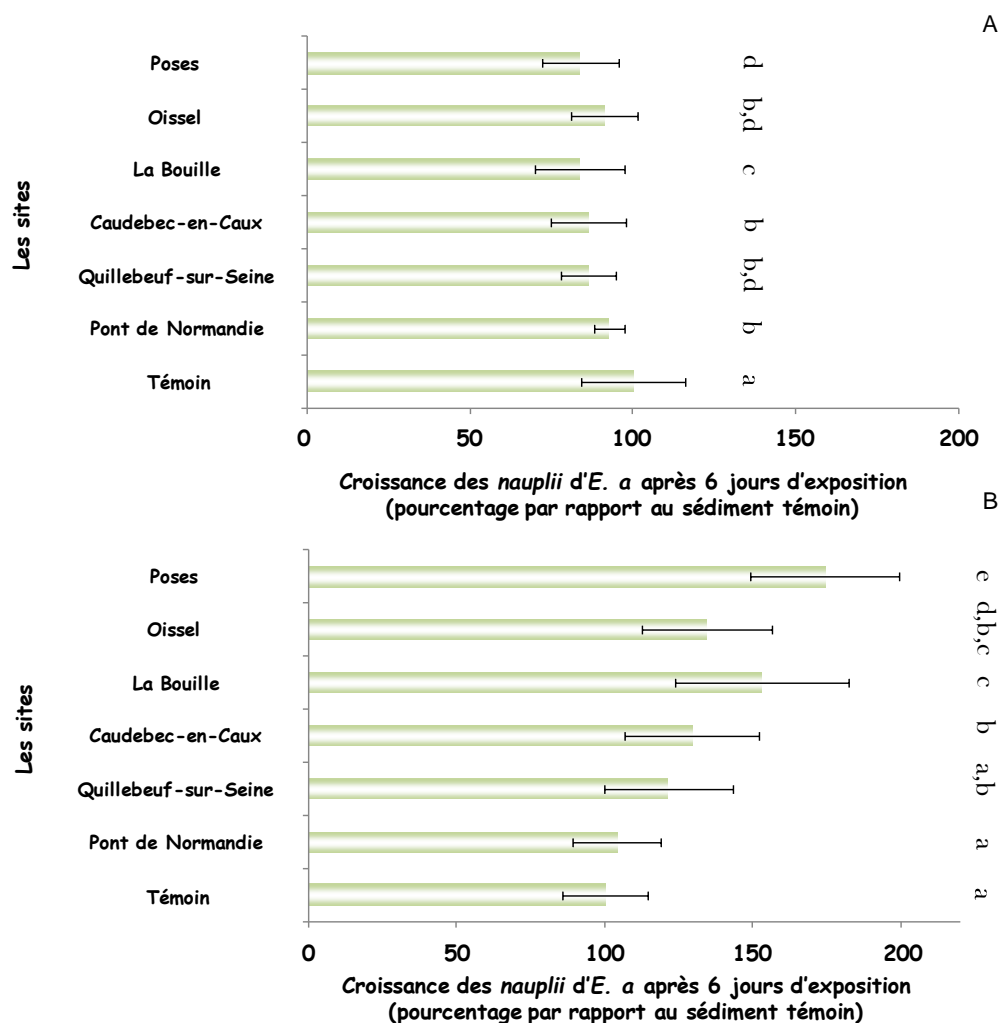 A
Les sites
Poses
d
Oissel
b,d
La Bouille
c
Caudebec-en-Caux
b
Quillebeuf-sur-Seine
b,d
Pont de Normandie
b
Témoin
a
0 50 100 150 200
Croissance des nauplii d'E. a après 6 jours d'exposition
(pourcentage par rapport au sédiment témoin)
B
Les sites
Poses
e
Oissel
d,b,c
La Bouille
c
Caudebec-en-Caux
b
Quillebeuf-sur-Seine
a,b
Pont de Normandie
a
Témoin
a
0 50 100 150 200
Croissance des nauplii d'E. a après 6 jours d'exposition
(pourcentage par rapport au sédiment témoin)